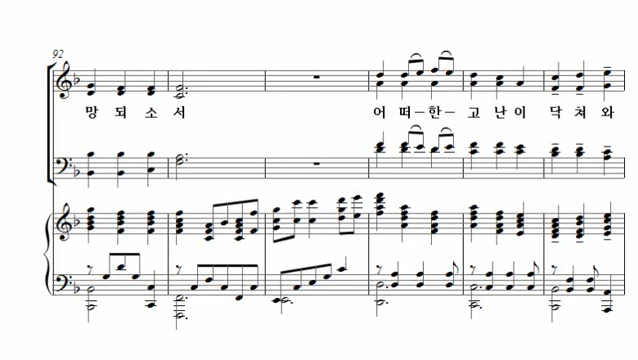 92
망 되 소 서 어 떠 - 한 - 고 난 이 닥 쳐 와